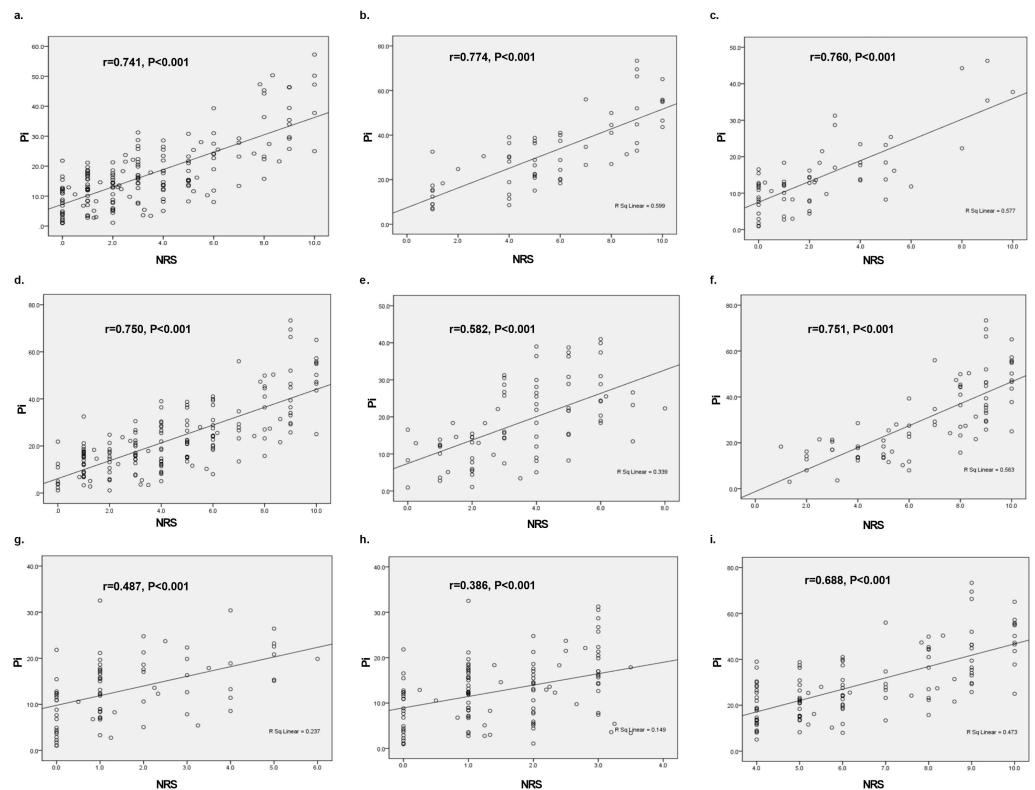 a.
r=0.741, P<0.001
60.0
50.0
40.0
30.0
20.0
10.0
.0
Pi
.0 2.0 4.0 6.0 8.0 10.0
NRS
b.
r=0.774, P<0.001
80.0
60.0
40.0
20.0
0.0
Pi
R Sq Linear = 0.599
0.0 2.0 4.0 6.0 8.0 10.0
NRS
c.
r=0.760, P<0.001
50.0
40.0
30.0
20.0
10.0
0.0
Pi
R Sq Linear = 0.577
0.0 2.0 4.0 6.0 8.0 10.0
NRS
d.
r=0.750, P<0.001
80.0
60.0
40.0
20.0
.0
Pi
.0 2.0 4.0 6.0 8.0 10.0
NRS
e.
r=0.582, P<0.001
50.0
40.0
30.0
20.0
10.0
0.0
Pi
R Sq Linear = 0.339
.0 2.0 4.0 6.0 8.0
NRS
f.
r=0.751, P<0.001
80.0
60.0
40.0
20.0
0.0
Pi
R Sq Linear = 0.563
0.0 2.0 4.0 6.0 8.0 10.0
NRS
g.
r=0.487, P<0.001
40.0
30.0
20.0
10.0
0.0
Pi
R Sq Linear = 0.237
0.0 1.0 2.0 3.0 4.0 5.0 6.0
NRS
h.
r=0.386, P<0.001
40.0
30.0
20.0
10.0
0.0
Pi
R Sq Linear = 0.149
0.0 1.0 2.0 3.0 4.0
NRS
i.
r=0.688, P<0.001
80.0
60.0
40.0
20.0
0.0
Pi
R Sq Linear = 0.473
4.0 5.0 6.0 7.0 8.0 9.0 10.0
NRS